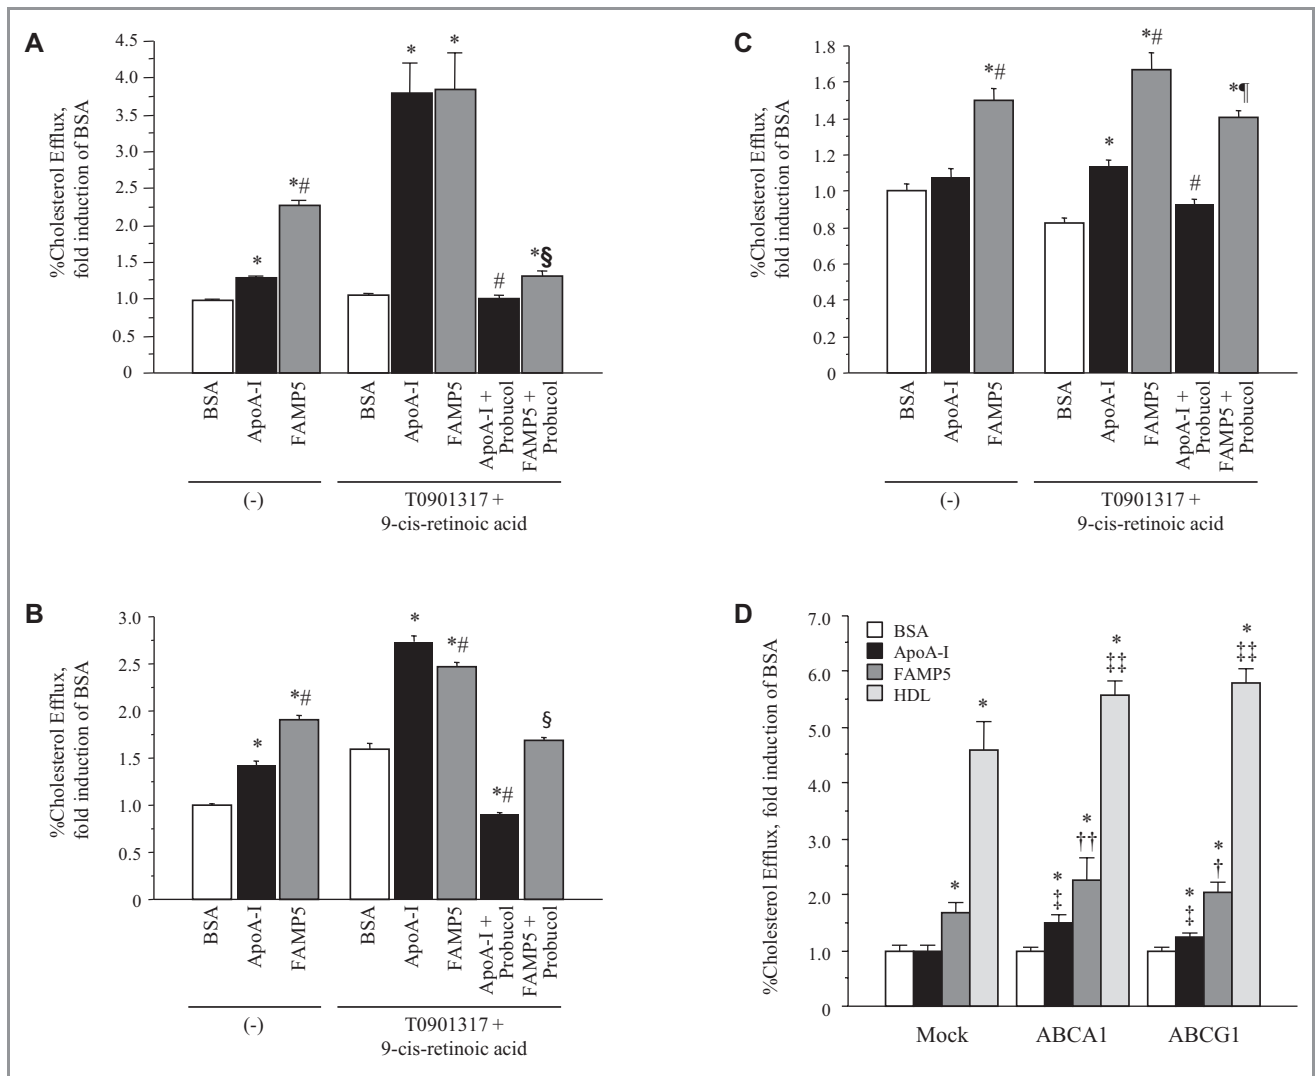 A
%Cholesterol Efflux,
fold induction of BSA
4.5
4.0
3.5
3.0
2.5
2.0
1.5
1.0
0.5
0
*
*#
*
*
#
*§
BSA
ApoA-I
FAMP5
BSA
ApoA-I
FAMP5
ApoA-I +
Probucol
FAMP5 +
Probucol
(-)
T0901317 +
9-cis-retinoic acid
C
%Cholesterol Efflux,
fold induction of BSA
1.8
1.6
1.4
1.2
1.0
0.8
0.6
0.4
0.2
0
*#
*
*#
#
*¶
BSA
ApoA-I
FAMP5
BSA
ApoA-I
FAMP5
ApoA-I +
Probucol
FAMP5 +
Probucol
(-)
T0901317 +
9-cis-retinoic acid
B
%Cholesterol Efflux,
fold induction of BSA
3.0
2.5
2.0
1.5
1.0
0.5
0
*
*#
*
*#
*#
§
BSA
ApoA-I
FAMP5
BSA
ApoA-I
FAMP5
ApoA-I +
Probucol
FAMP5 +
Probucol
(-)
T0901317 +
9-cis-retinoic acid
D
%Cholesterol Efflux, fold induction of BSA
7.0
6.0
5.0
4.0
3.0
2.0
1.0
0
BSA
ApoA-I
FAMP5
HDL
*
*
*
‡
*
††
*
‡‡
*
‡
*
†
*
‡‡
Mock
ABCA1
ABCG1